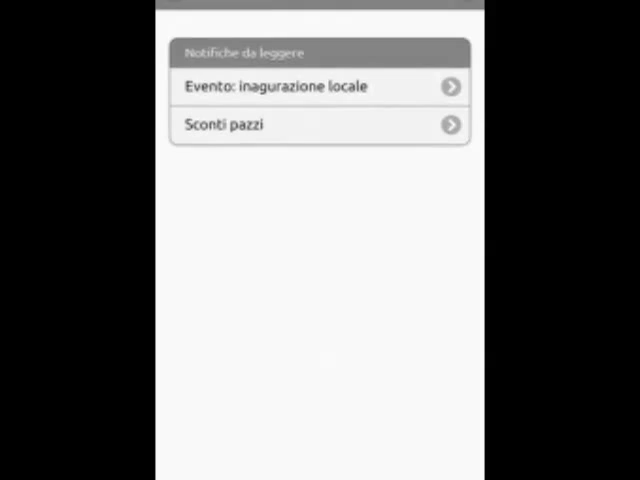 Notifiche da leggere
Evento: inagurazione locale
Sconti pazzi